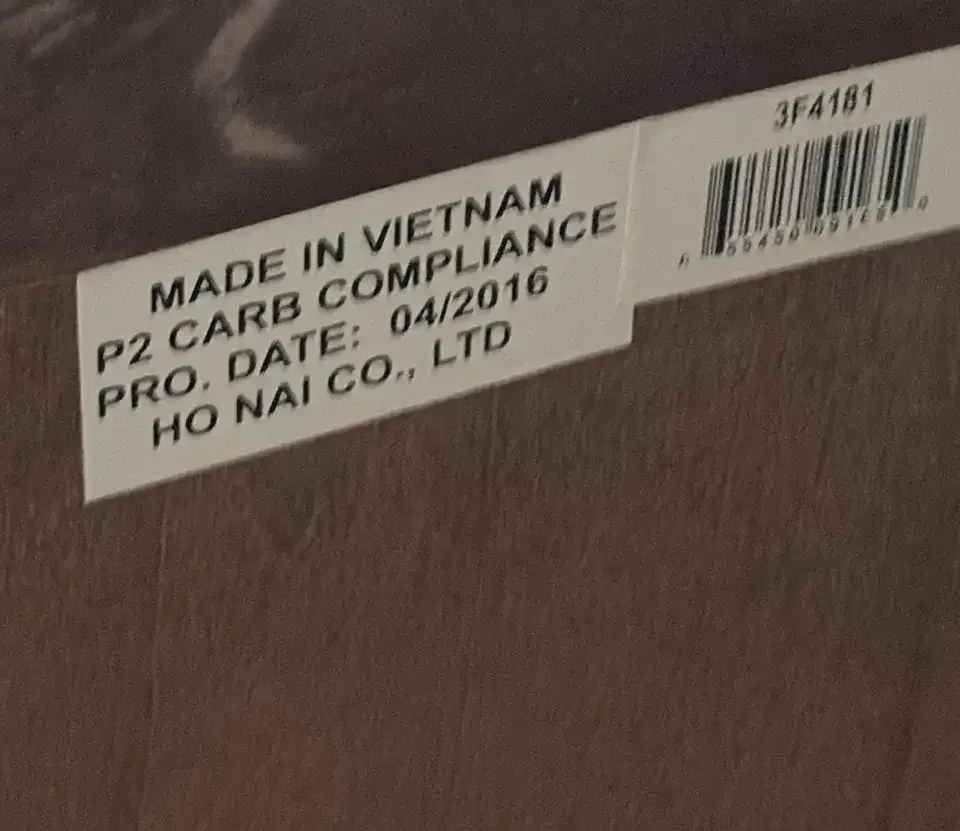 MADE IN VIETNAM
P2 CARB COMPLIANCE
PRO. DATE: 04/2016
HO NAI CO., LTD
3F4181